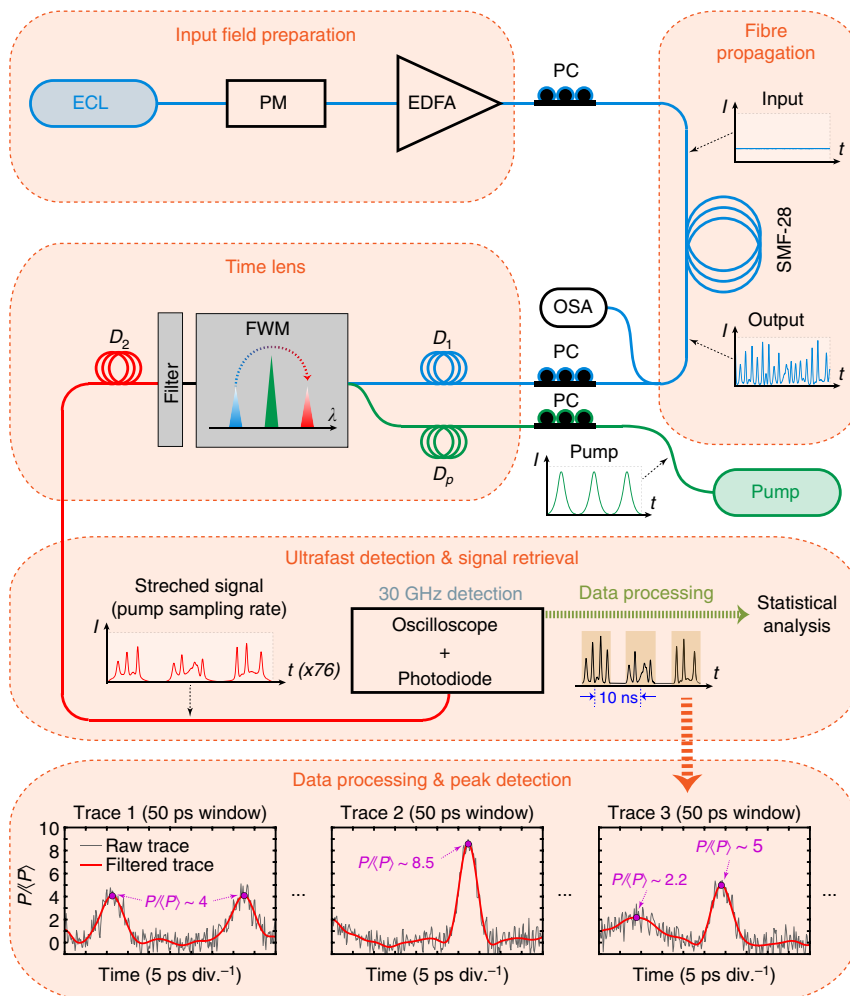 Input field preparation
ECL
PM
EDFA
PC
Fibre
propagation
Input
I
t
SMF-28
Output
I
t
Time lens
D2
Filter
FWM
λ
D1
Dp
OSA
PC
PC
I
Pump
t
Pump
Ultrafast detection & signal retrieval
Streched signal
(pump sampling rate)
I
t (x76)
30 GHz detection
Oscilloscope
+
Photodiode
Data processing
Statistical
analysis
t
10 ns
Data processing & peak detection
Trace 1 (50 ps window)
Trace 2 (50 ps window)
Trace 3 (50 ps window)
P/⟨P⟩
10
8
6
4
2
0
Raw trace
Filtered trace
P/⟨P⟩ ~ 4
...
P/⟨P⟩ ~ 8.5
...
P/⟨P⟩ ~ 5
P/⟨P⟩ ~ 2.2
...
Time (5 ps div.⁻¹)
Time (5 ps div.⁻¹)
Time (5 ps div.⁻¹)